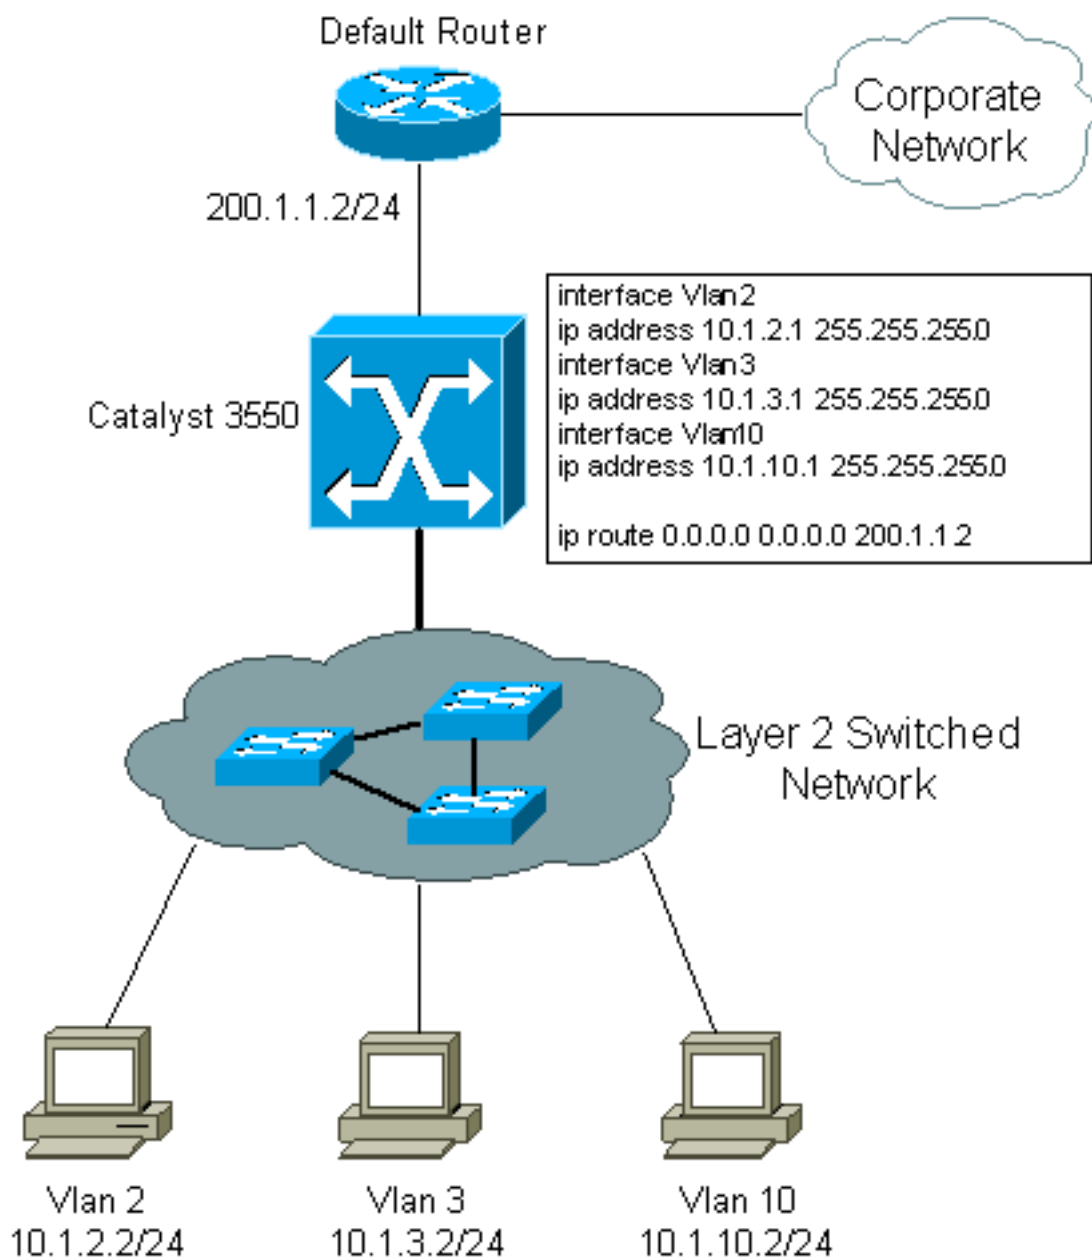 Default Router
Corporate
Network
200.1.1.2/24
interface Vlan2
ip address 10.1.2.1 255.255.255.0
interface Vlan3
ip address 10.1.3.1 255.255.255.0
interface Vlan10
ip address 10.1.10.1 255.255.255.0
ip route 0.0.0.0 0.0.0.0 200.1.1.2
Catalyst 3550
Layer 2 Switched
Network
Vlan 2
10.1.2.2/24
Vlan 3
10.1.3.2/24
Vlan 10
10.1.10.2/24